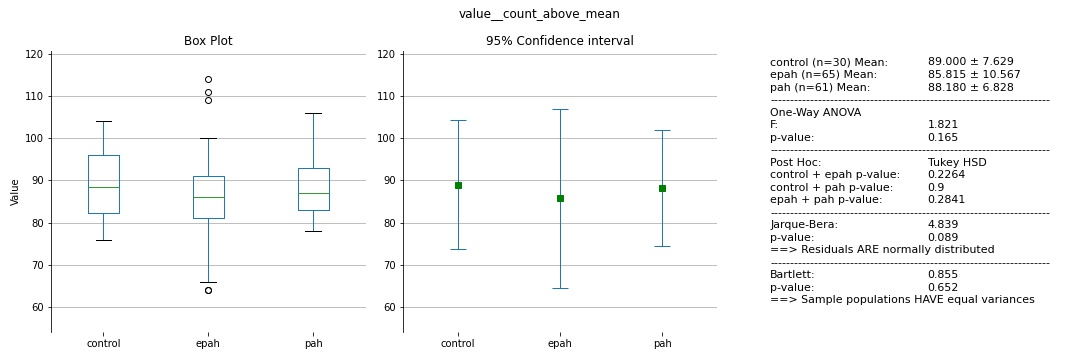 value__count_above_mean
Box Plot
Value
120
110
100
90
80
70
60
control epah pah
95% Confidence interval
120
110
100
90
80
70
60
control epah pah
control (n=30) Mean: 89.000 ± 7.629
epah (n=65) Mean: 85.815 ± 10.567
pah (n=61) Mean: 88.180 ± 6.828
One-Way ANOVA
F: 1.821
p-value: 0.165
Post Hoc: Tukey HSD
control + epah p-value: 0.2264
control + pah p-value: 0.9
epah + pah p-value: 0.2841
Jarque-Bera: 4.839
p-value: 0.089
==> Residuals ARE normally distributed
Bartlett: 0.855
p-value: 0.652
==> Sample populations HAVE equal variances